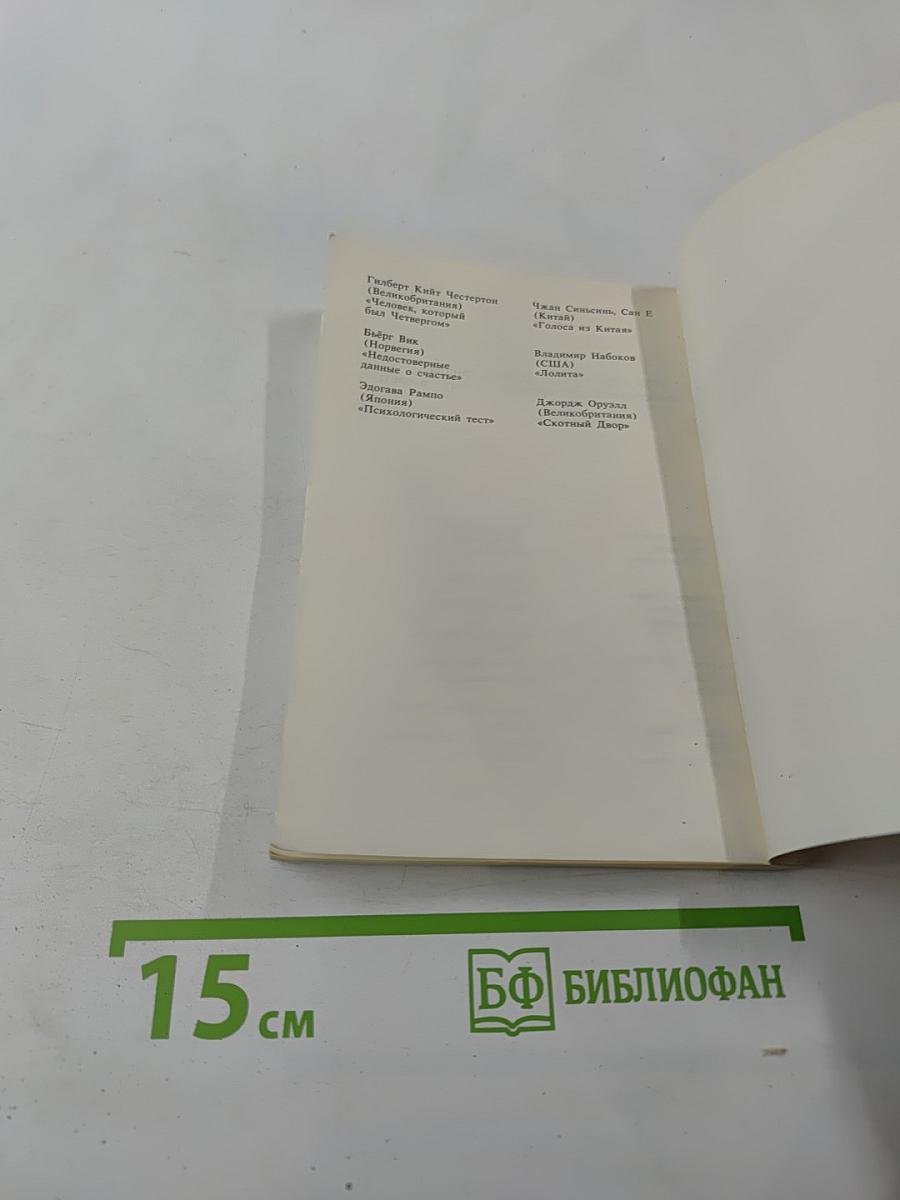 Гилберт Кийт Честертон
(Великобритания)
«Человек, который
был Четвергом»
Бьёрг Вик
(Норвегия)
«Недостоверные
данные о счастье»
Эдогава Рампо
(Япония)
«Психологический тест»
Чжан Синьсинь, Сан Е
(Китай)
«Голоса из Китая»
Владимир Набоков
(США)
«Лолита»
Джордж Оруэлл
(Великобритания)
«Скотный Двор»
15 см
БФ БИБЛИОФАН